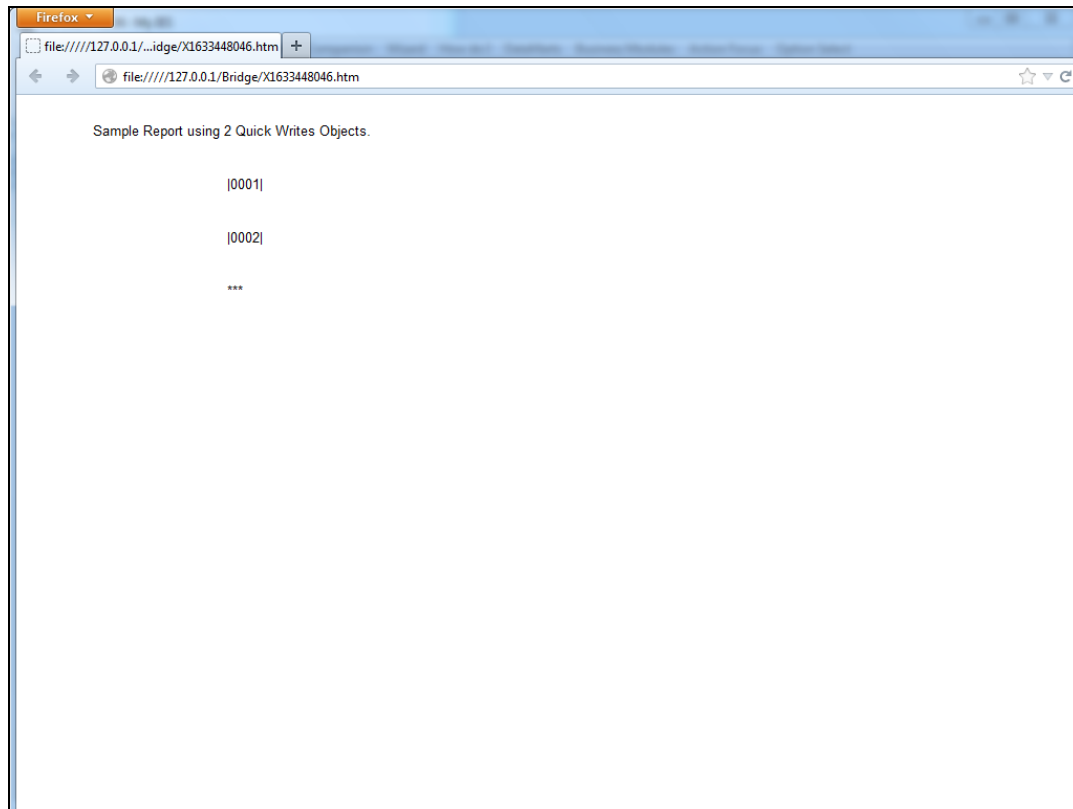 Firefox
file://///127.0.0.1/...idge/X1633448046.htm
file://///127.0.0.1/Bridge/X1633448046.htm
Sample Report using 2 Quick Writes Objects.
|0001|
|0002|
***